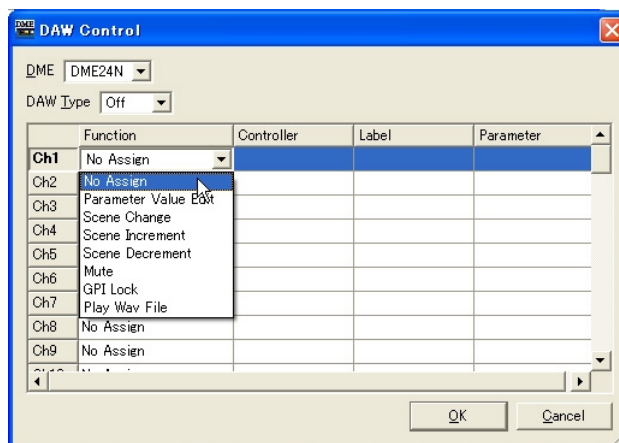 DAW Control
DME DME24N
DAW Type Off
Function Controller Label Parameter
Ch1 No Assign
Ch2 No Assign
Ch3 Parameter Value Edit
Scene Change
Ch4 Scene Increment
Ch5 Scene Decrement
Ch6 Mute
GPI Lock
Ch7 Play Wav File
Ch8 No Assign
Ch9 No Assign
OK Cancel